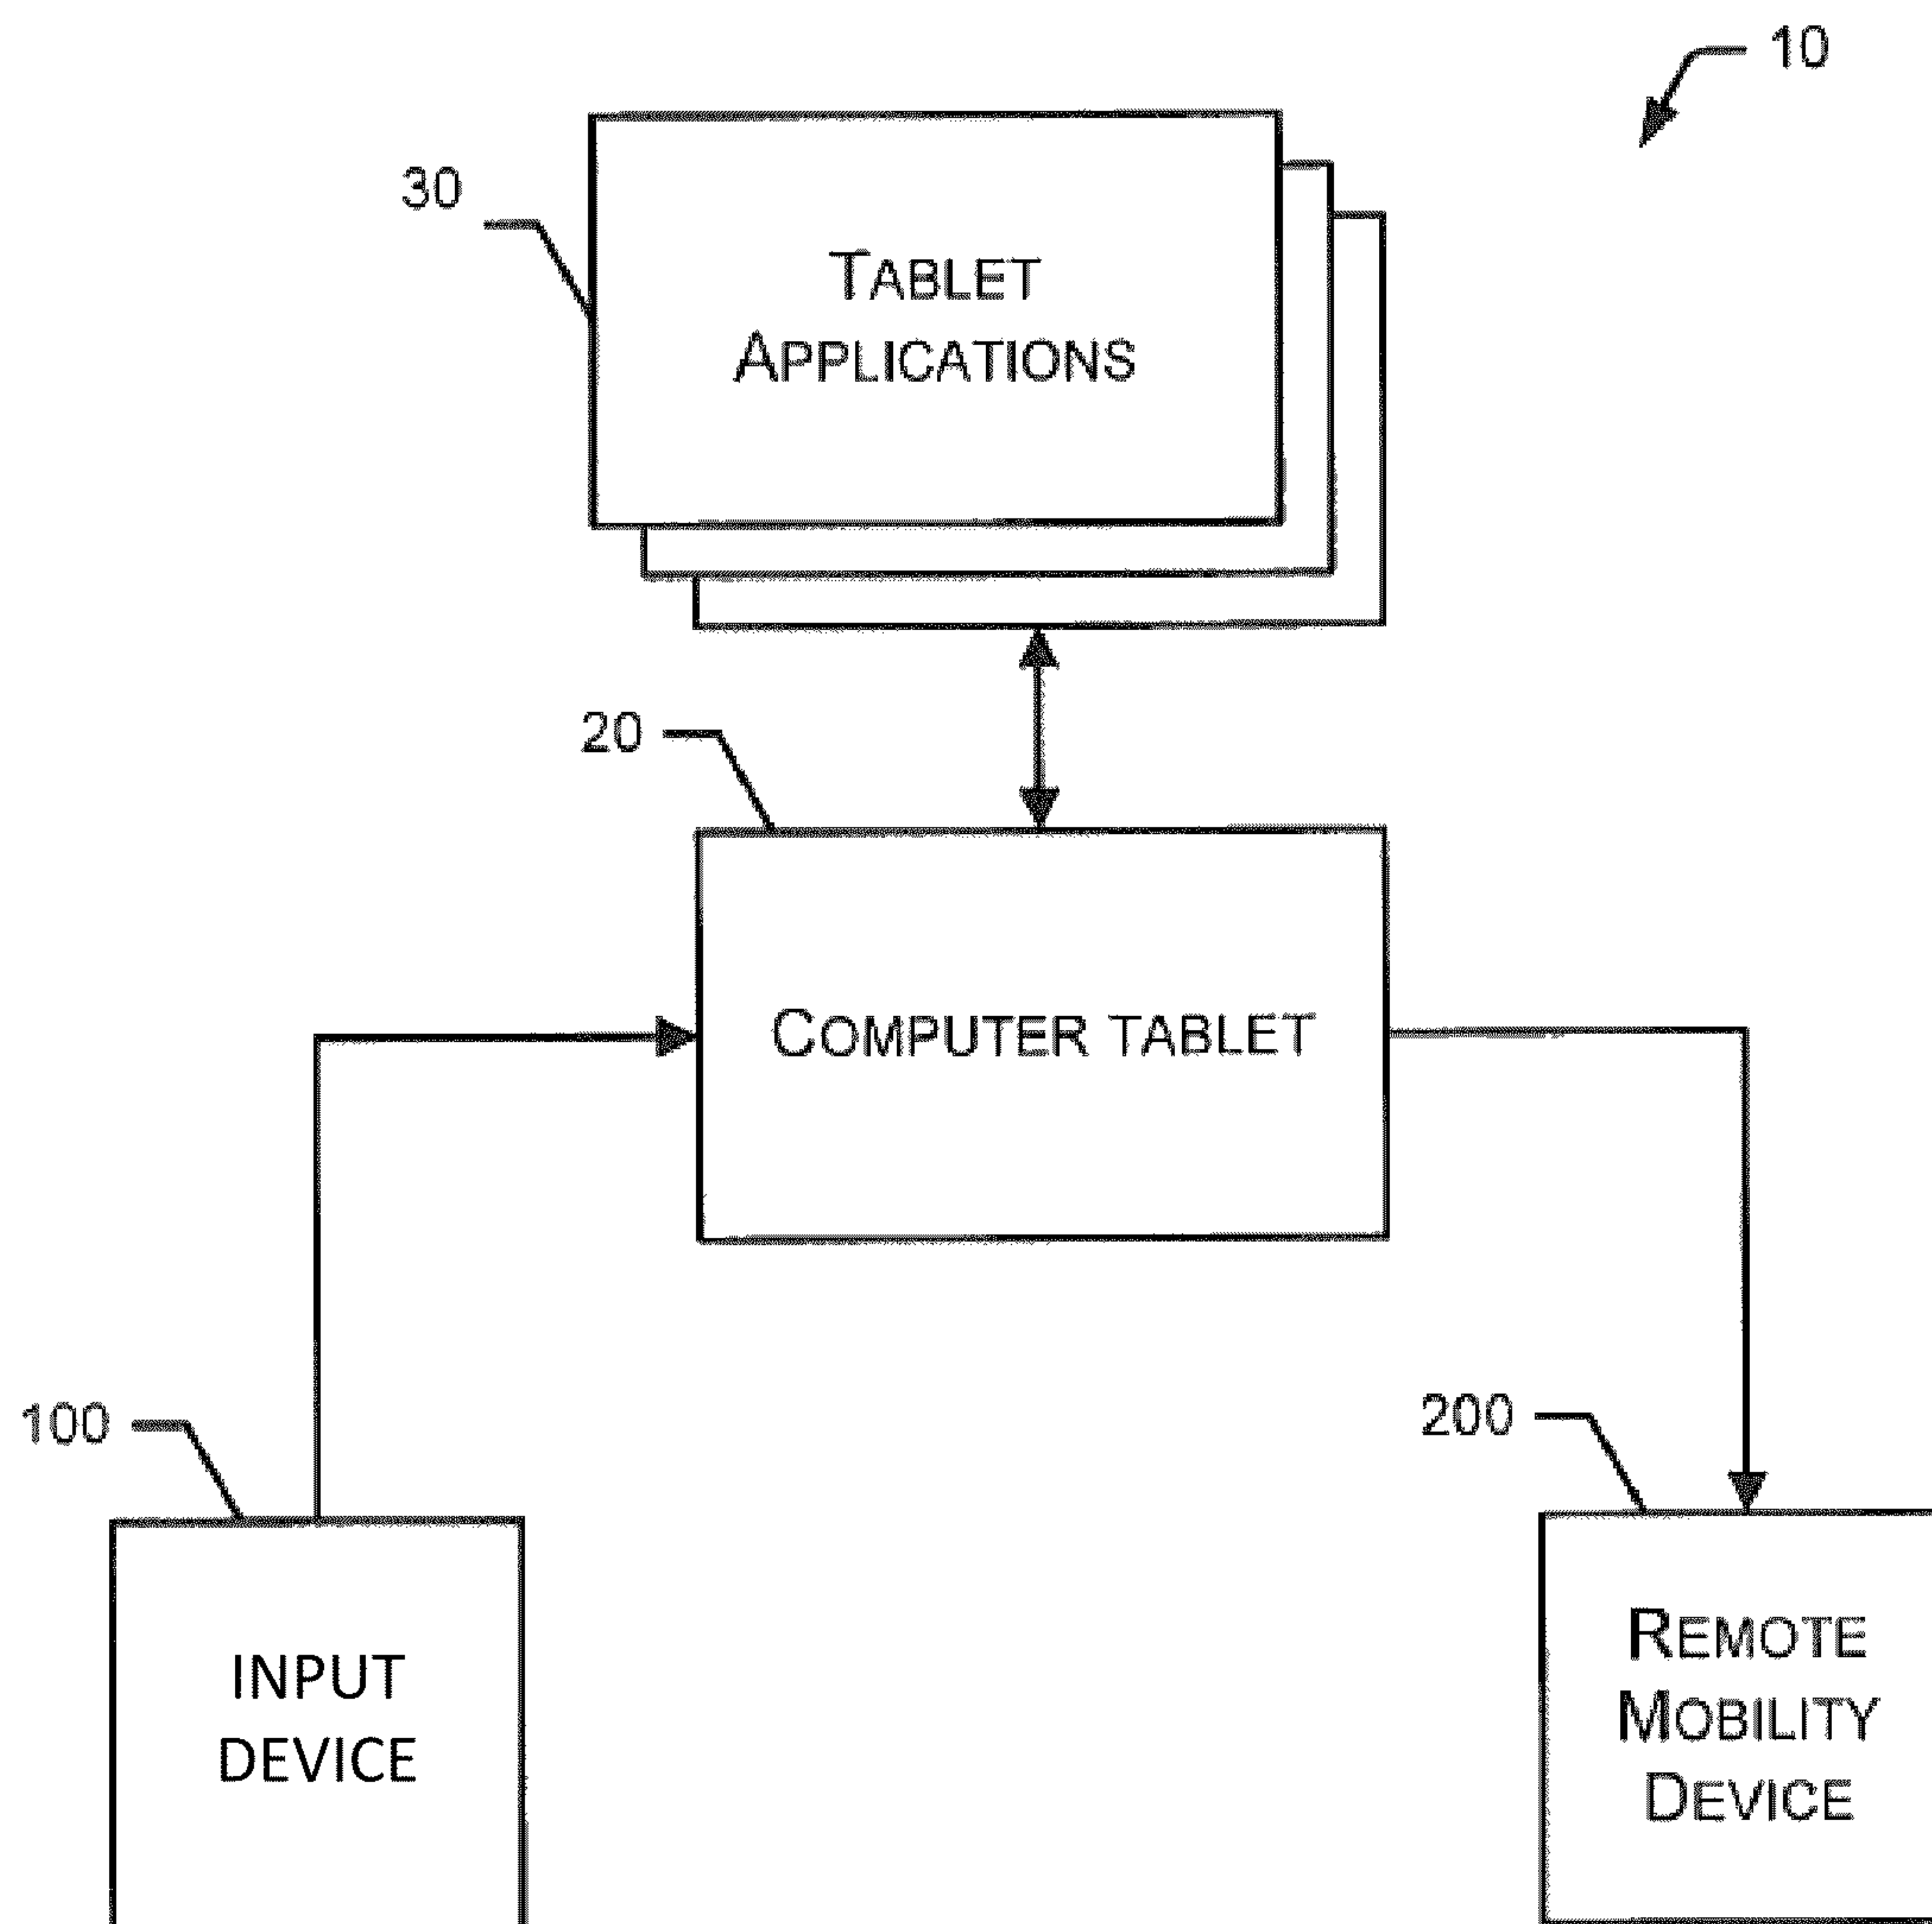 10
30
TABLET
APPLICATIONS
20
COMPUTER TABLET
100
200
INPUT
DEVICE
REMOTE
MOBILITY
DEVICE